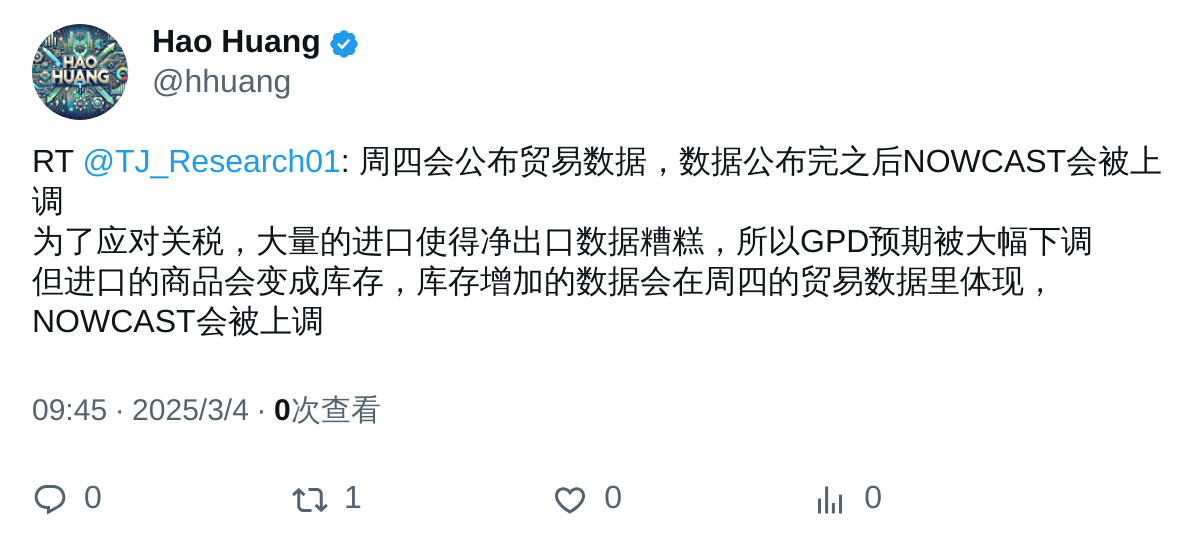 HAO
HUANG
Hao Huang
@hhuang
RT @TJ_Research01: 周四会公布贸易数据，数据公布完之后NOWCAST会被上
调
为了应对关税，大量的进口使得净出口数据糟糕，所以GPD预期被大幅下调
但进口的商品会变成库存，库存增加的数据会在周四的贸易数据里体现，
NOWCAST会被上调
09:45 · 2025/3/4 · 0次查看
0 1 0 0